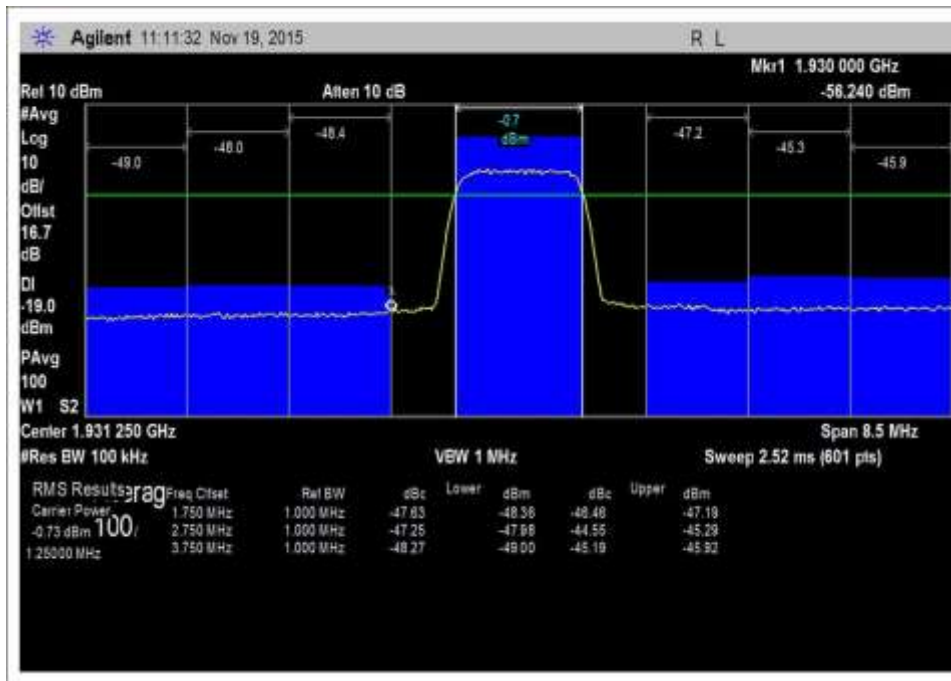 Agilent 11:11:32 Nov 19, 2015 R L
Mkr1 1.930 000 GHz
Ref 10 dBm Atten 10 dB -56.240 dBm
#Avg
Log
10
dB/
Offst
16.7
dB
DI
-19.0
dBm
PAvg
100
W1 S2
-49.0 -48.0 -48.4 -0.7 dBm -47.2 -45.3 -45.9
Center 1.931 250 GHz Span 8.5 MHz
#Res BW 100 kHz VBW 1 MHz Sweep 2.52 ms (601 pts)
RMS Results Freq Offset Ref BW dBc Lower dBm dBc Upper dBm
Carrier Power 1.750 MHz 1.000 MHz -47.63 -48.36 -46.46 -47.19
-0.73 dBm 100/ 2.750 MHz 1.000 MHz -47.25 -47.98 -44.55 -45.29
1.25000 MHz 3.750 MHz 1.000 MHz -48.27 -49.00 -45.19 -45.92